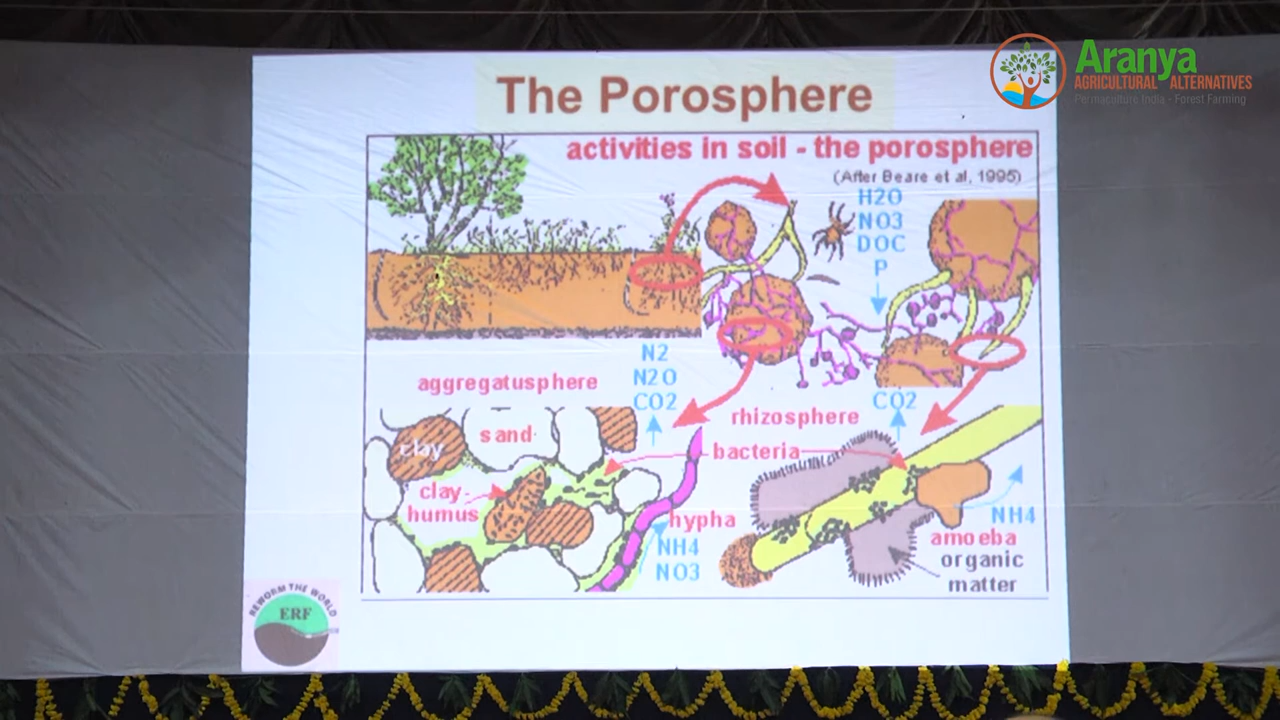 Aranya
AGRICULTURAL ALTERNATIVES
Permaculture India - Forest Farming
The Porosphere
activities in soil - the porosphere
(After Beare et al, 1995)
H2O
NO3
DOC
P
N2
N2O
CO2
aggregatusphere
CO2
rhizosphere
sand
clay
bacteria
clay-
humus
hypha
NH4
NO3
NH4
amoeba
organic
matter
REWORM THE WORLD
ERF